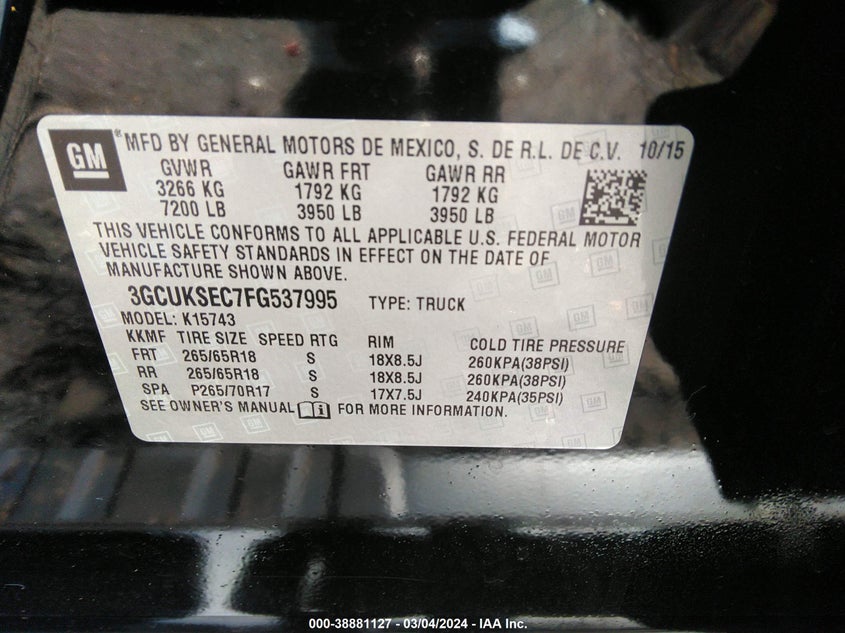 GM ® MFD BY GENERAL MOTORS DE MEXICO, S. DE R.L. DE C.V. 10/15
GVWR GAWR FRT GAWR RR
3266 KG 1792 KG 1792 KG
7200 LB 3950 LB 3950 LB
THIS VEHICLE CONFORMS TO ALL APPLICABLE U.S. FEDERAL MOTOR
VEHICLE SAFETY STANDARDS IN EFFECT ON THE DATE OF
MANUFACTURE SHOWN ABOVE.
3GCUKSEC7FG537995 TYPE: TRUCK
MODEL: K15743
KKMF TIRE SIZE SPEED RTG RIM COLD TIRE PRESSURE
FRT 265/65R18 S 18X8.5J 260KPA(38PSI)
RR 265/65R18 S 18X8.5J 260KPA(38PSI)
SPA P265/70R17 S 17X7.5J 240KPA(35PSI)
SEE OWNER'S MANUAL FOR MORE INFORMATION.
000-38881127 - 03/04/2024 - IAA Inc.